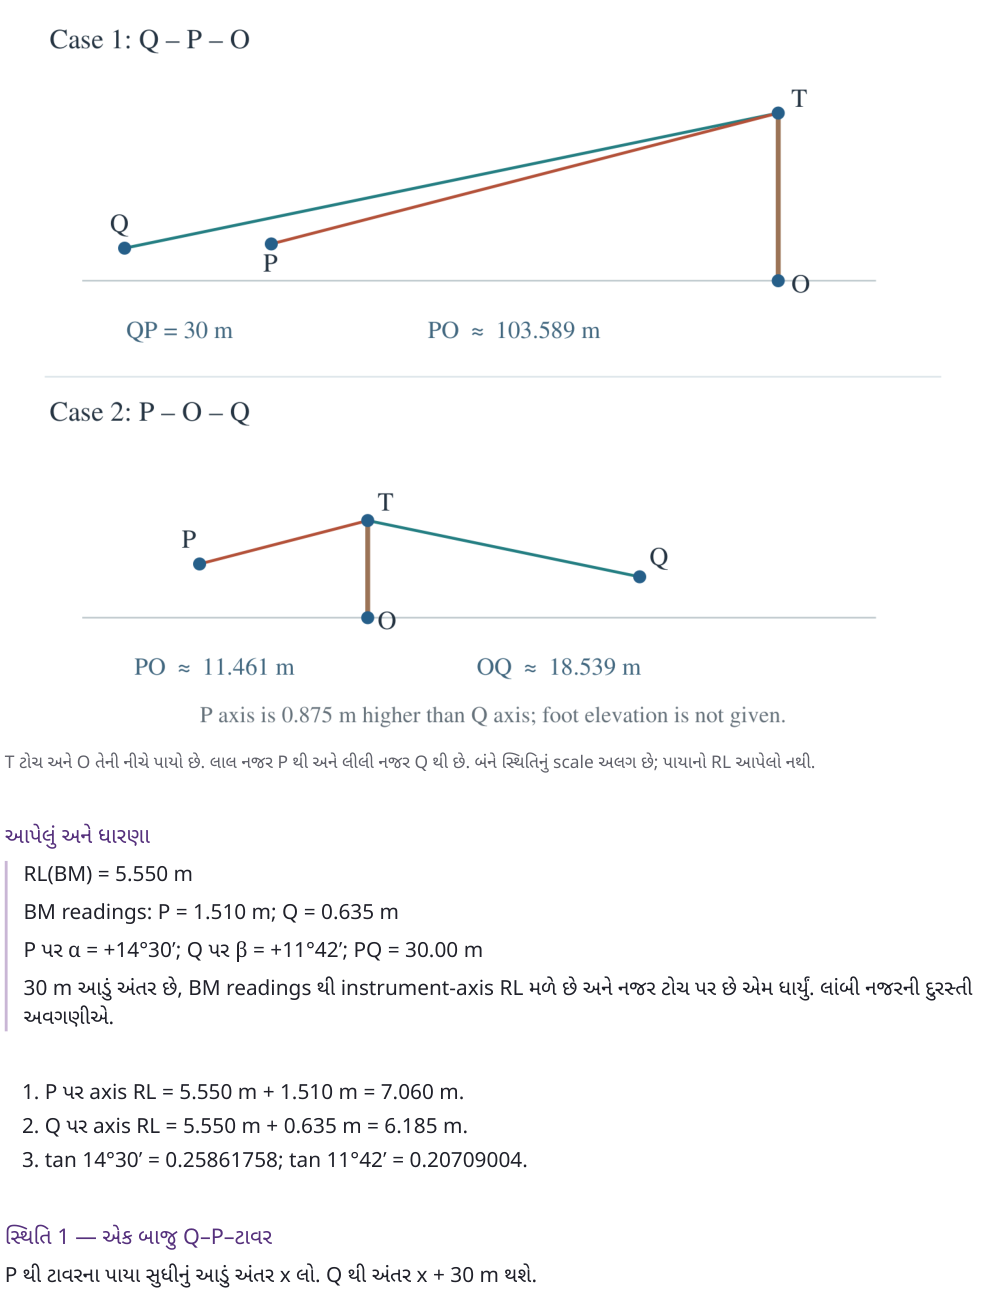 Case 1: Q – P – O
T
Q
P
O
QP = 30 m
PO ≈ 103.589 m
Case 2: P – O – Q
T
P
Q
O
PO ≈ 11.461 m
OQ ≈ 18.539 m
P axis is 0.875 m higher than Q axis; foot elevation is not given.
T ટોચ અને O તેની નીચે પાયો છે. લાલ નજર P થી અને લીલી નજર Q થી છે. બંને સ્થિતિનું scale અલગ છે; પાયાનો RL આપેલો નથી.
આપેલું અને ધારણા
RL(BM) = 5.550 m
BM readings: P = 1.510 m; Q = 0.635 m
P પર α = +14°30′; Q પર β = +11°42′; PQ = 30.00 m
30 m આડું અંતર છે, BM readings થી instrument-axis RL મળે છે અને નજર ટોચ પર છે એમ ધાર્યું. લાંબી નજરની દુરસ્તી
અવગણીએ.
1. P પર axis RL = 5.550 m + 1.510 m = 7.060 m.
2. Q પર axis RL = 5.550 m + 0.635 m = 6.185 m.
3. tan 14°30′ = 0.25861758; tan 11°42′ = 0.20709004.
સ્થિતિ 1 — એક બાજુ Q–P–ટાવર
P થી ટાવરના પાયા સુધીનું આડું અંતર x લો. Q થી અંતર x + 30 m થશે.